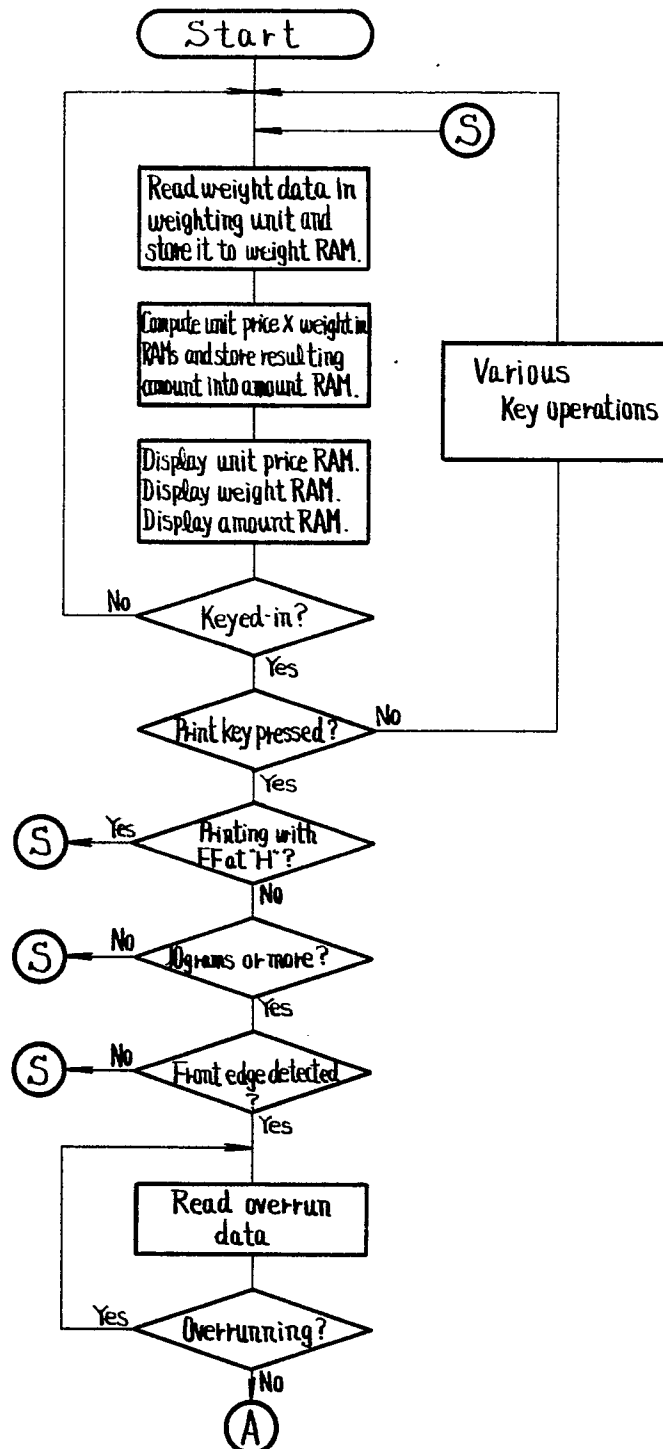 Start
S
Read weight data in
weighting unit and
store it to weight RAM.
Compute unit price X weight in
RAMs and store resulting
amount into amount RAM.
Various
Key operations
Display unit price RAM.
Display weight RAM.
Display amount RAM.
No
Keyed-in?
Yes
Print key pressed?
No
Yes
S
Yes
Printing with
FF at "H"?
No
S
No
10grams or more?
Yes
S
No
Front edge detected
?
Yes
Read overrun
data
Yes
Overrunning?
No
A